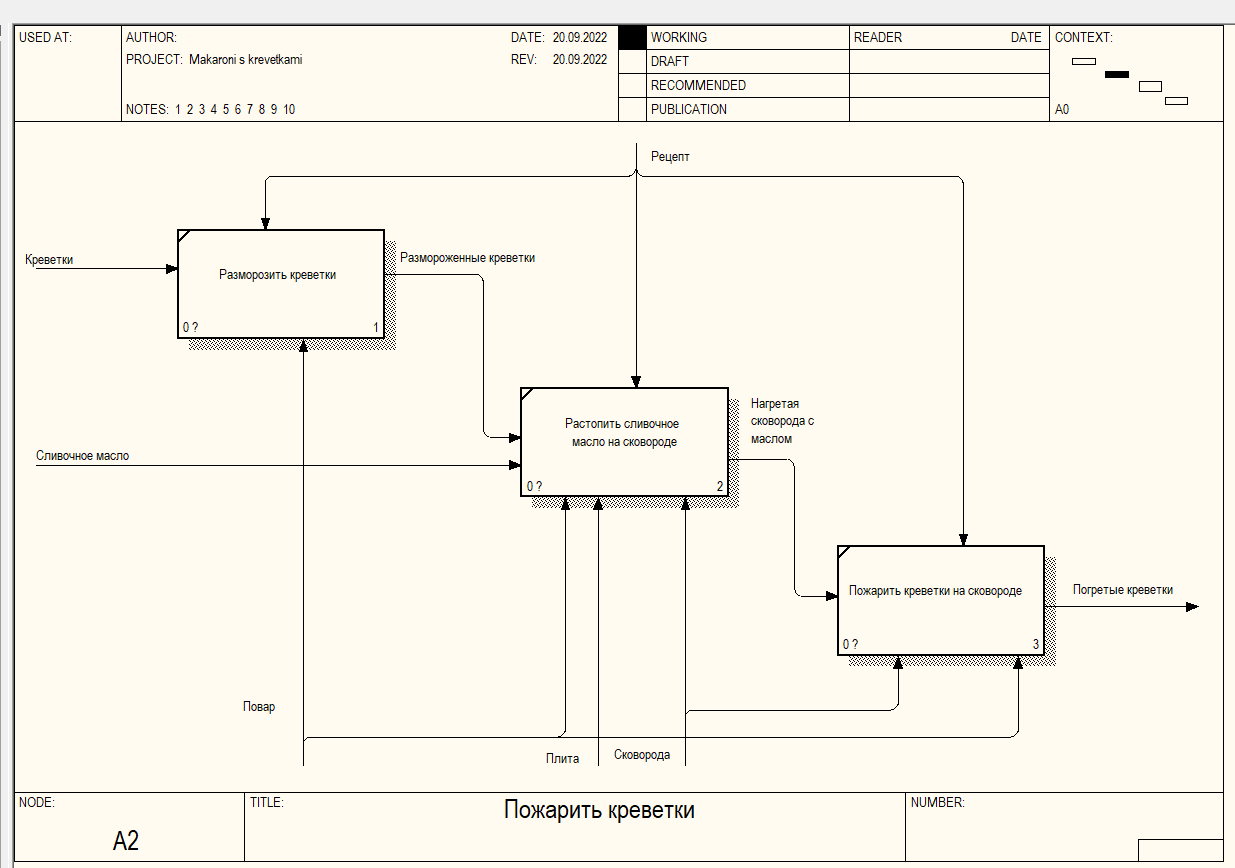 USED AT:
AUTHOR:
DATE: 20.09.2022
PROJECT: Makaroni s krevetkami
REV: 20.09.2022
NOTES: 1 2 3 4 5 6 7 8 9 10
WORKING
DRAFT
RECOMMENDED
PUBLICATION
READER
DATE
CONTEXT:
A0
Рецепт
Креветки
Разморозить креветки
0 ?
1
Размороженные креветки
Сливочное масло
Растопить сливочное
масло на сковороде
0 ?
2
Нагретая
сковорода с
маслом
Пожарить креветки на сковороде
0 ?
3
Погретые креветки
Повар
Плита
Сковорода
NODE:
A2
TITLE:
Пожарить креветки
NUMBER: